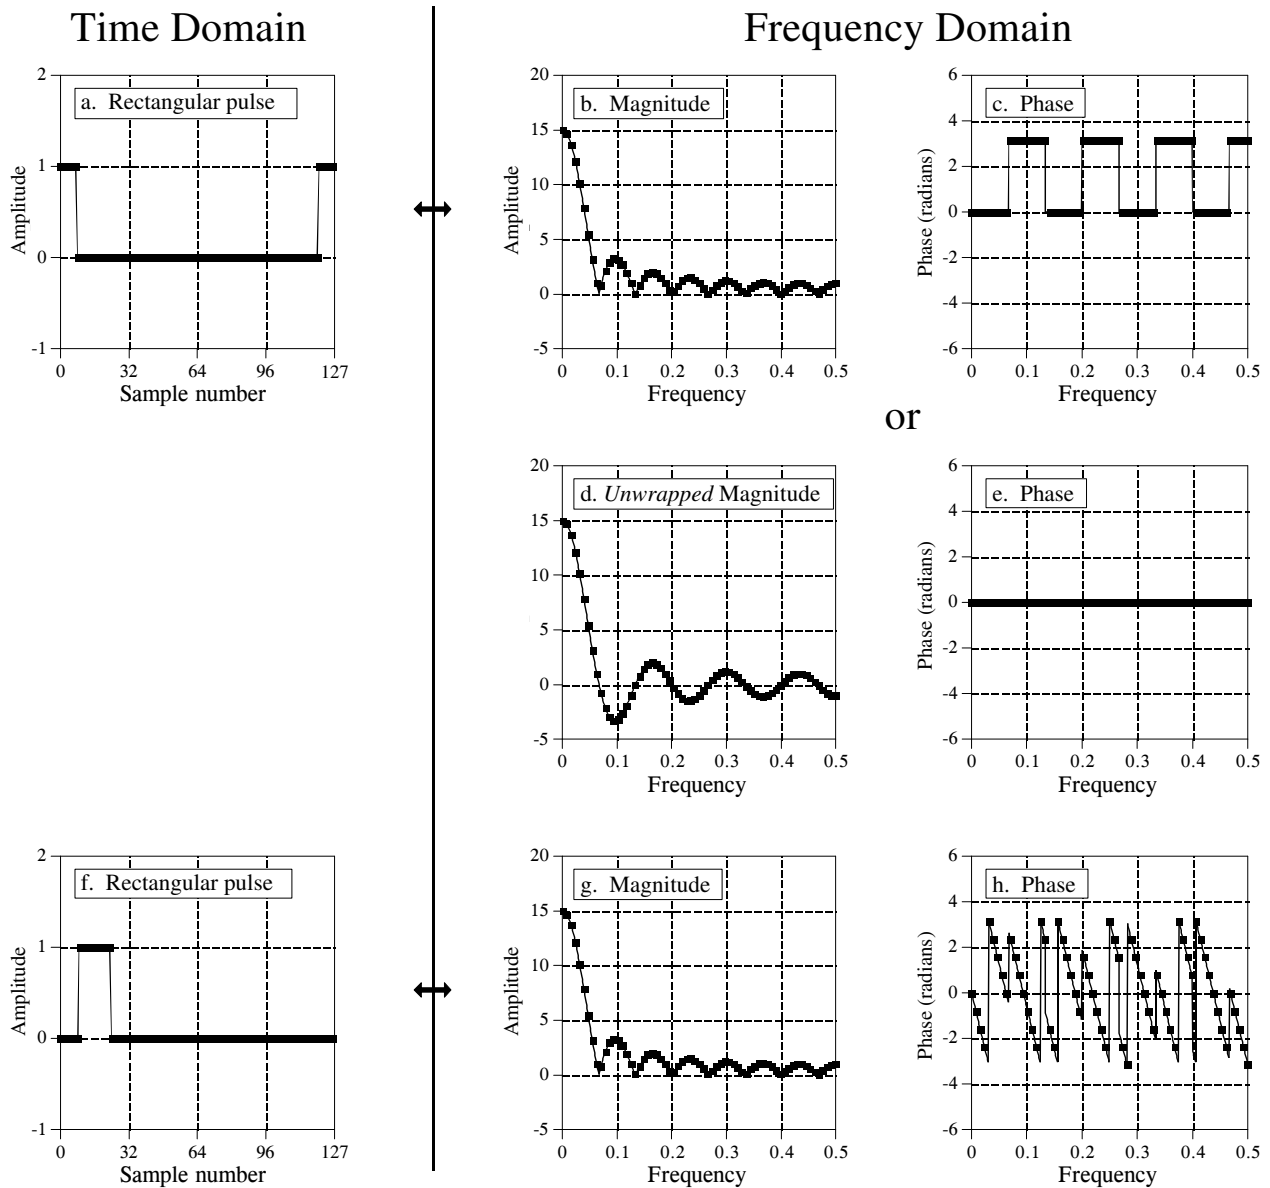 Time Domain
Frequency Domain
a. Rectangular pulse
2
1
0
-1
Amplitude
0 32 64 96 127
Sample number
b. Magnitude
20
15
10
5
0
-5
Amplitude
0 0.1 0.2 0.3 0.4 0.5
Frequency
c. Phase
6
4
2
0
-2
-4
-6
Phase (radians)
0 0.1 0.2 0.3 0.4 0.5
Frequency
or
d. Unwrapped Magnitude
20
15
10
5
0
-5
0 0.1 0.2 0.3 0.4 0.5
Frequency
e. Phase
6
4
2
0
-2
-4
-6
Phase (radians)
0 0.1 0.2 0.3 0.4 0.5
Frequency
f. Rectangular pulse
2
1
0
-1
Amplitude
0 32 64 96 127
Sample number
g. Magnitude
20
15
10
5
0
-5
Amplitude
0 0.1 0.2 0.3 0.4 0.5
Frequency
h. Phase
6
4
2
0
-2
-4
-6
Phase (radians)
0 0.1 0.2 0.3 0.4 0.5
Frequency